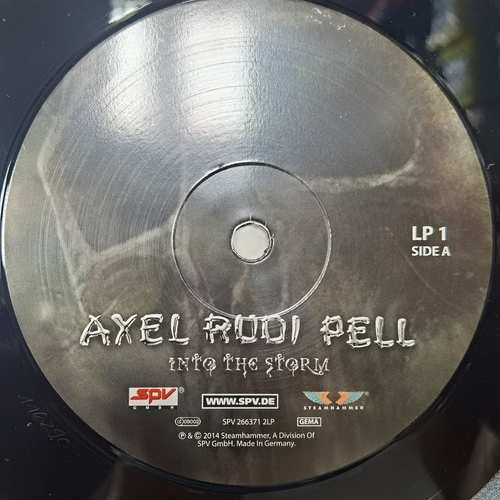 LP 1
SIDE A
AXEL RUDI PELL
INTO THE STORM
SPV
GMBH
WWW.SPV.DE
STEAMHAMMER
SPV 266371 2LP
GEMA
℗ & © 2014 Steamhammer, A Division Of
SPV GmbH. Made In Germany.